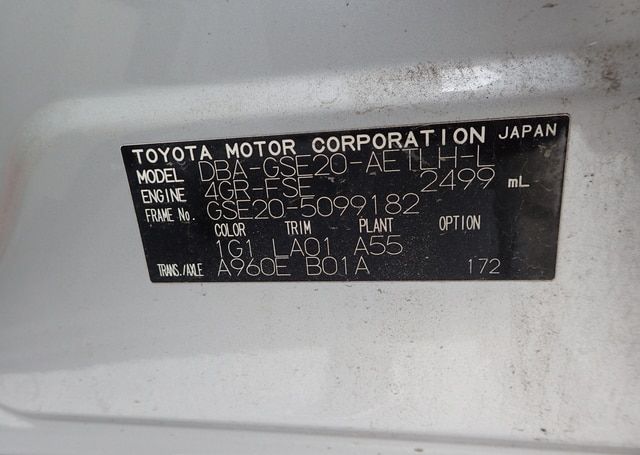 TOYOTA MOTOR CORPORATION JAPAN
MODEL DBA-GSE20-AETLH-L
ENGINE 4GR-FSE 2499 mL
FRAME No. GSE20-5099182
COLOR TRIM PLANT OPTION
1G1 LA01 A55
TRANS./AXLE A960E B01A 172